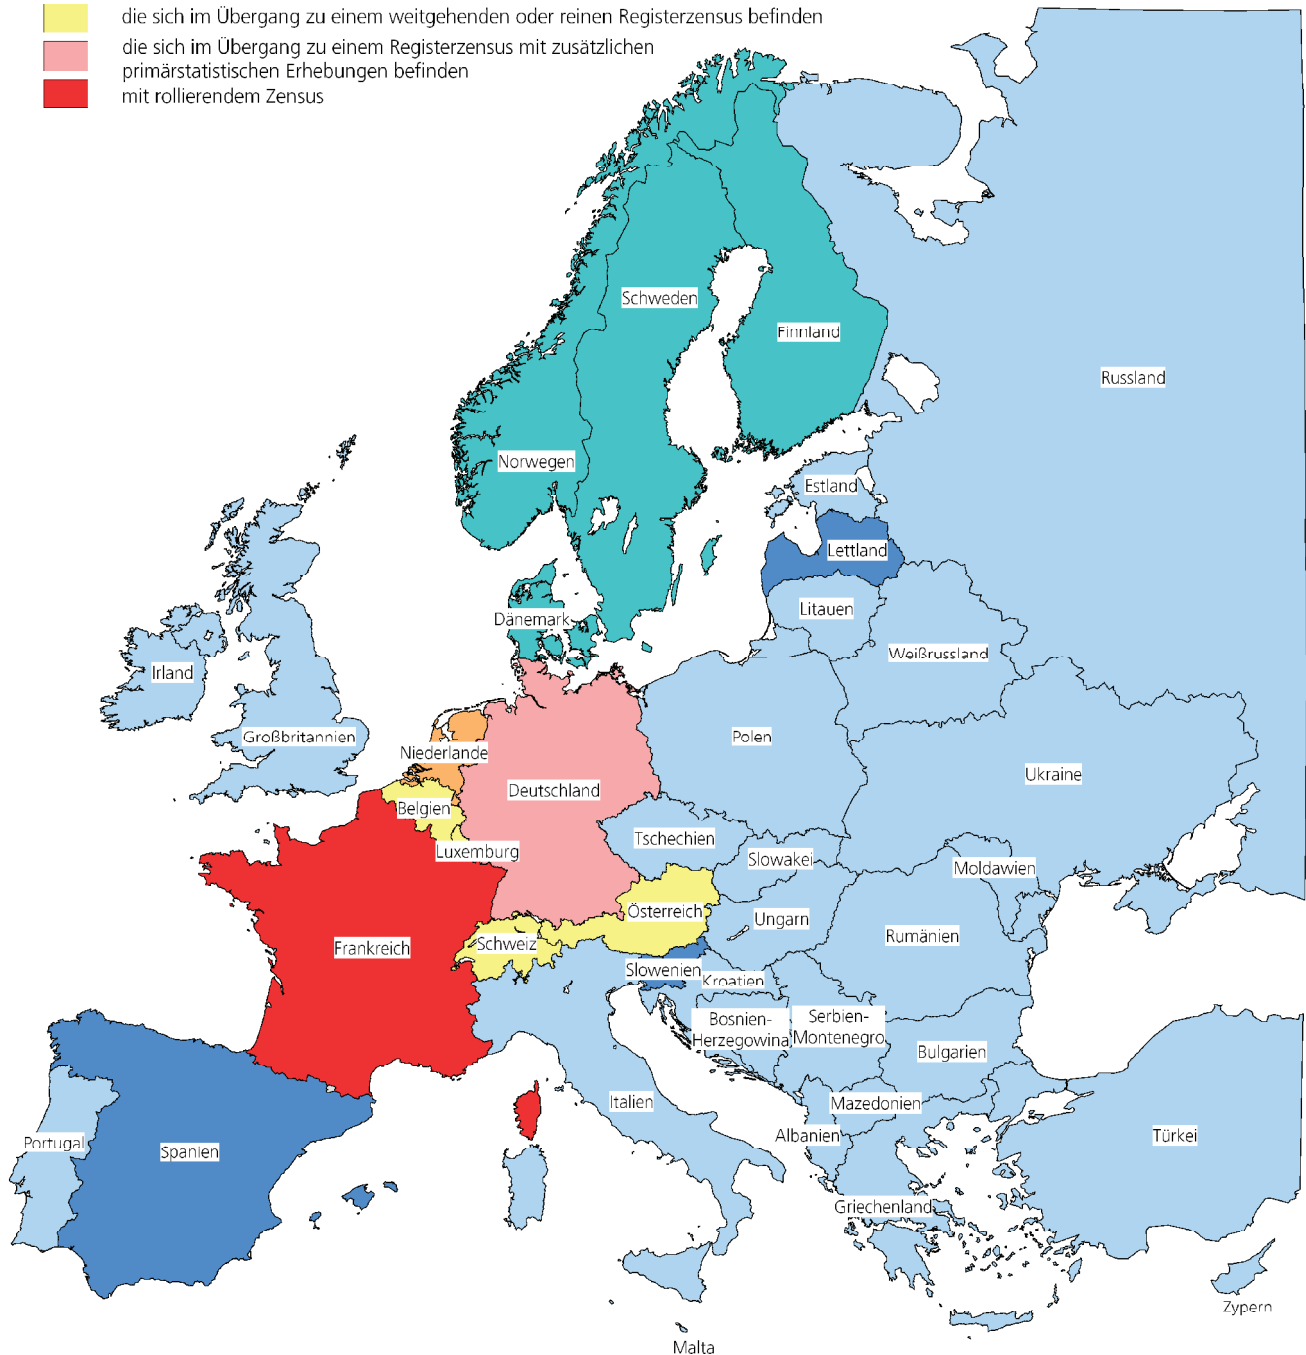 die sich im Übergang zu einem weitgehenden oder reinen Registerzensus befinden
die sich im Übergang zu einem Registerzensus mit zusätzlichen
primärstatistischen Erhebungen befinden
mit rollierendem Zensus
Schweden
Finnland
Russland
Norwegen
Estland
Lettland
Dänemark
Litauen
Weißrussland
Irland
Großbritannien
Polen
Niederlande
Ukraine
Deutschland
Belgien
Tschechien
Luxemburg
Slowakei
Moldawien
Österreich
Ungarn
Rumänien
Frankreich
Schweiz
Slowenien
Kroatien
Bosnien-
Herzegowina
Serbien-
Montenegro
Bulgarien
Italien
Mazedonien
Albanien
Türkei
Portugal
Spanien
Griechenland
Zypern
Malta